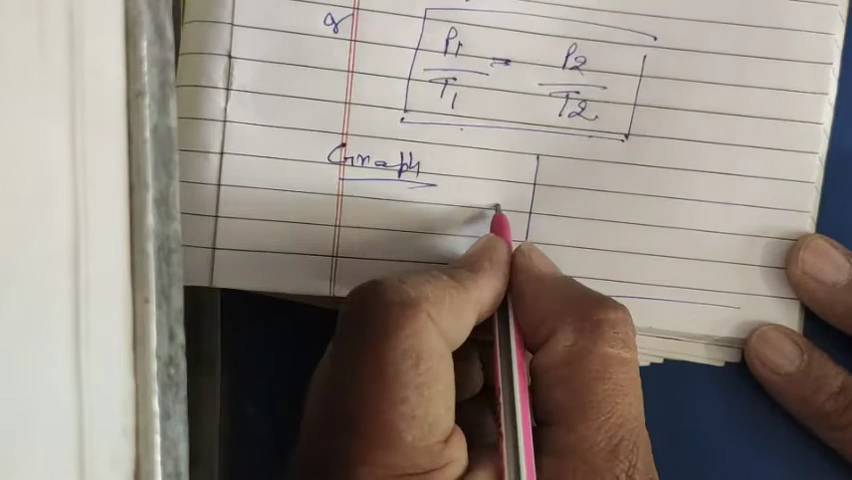 or
P1/T1 = P2/T2
Graph